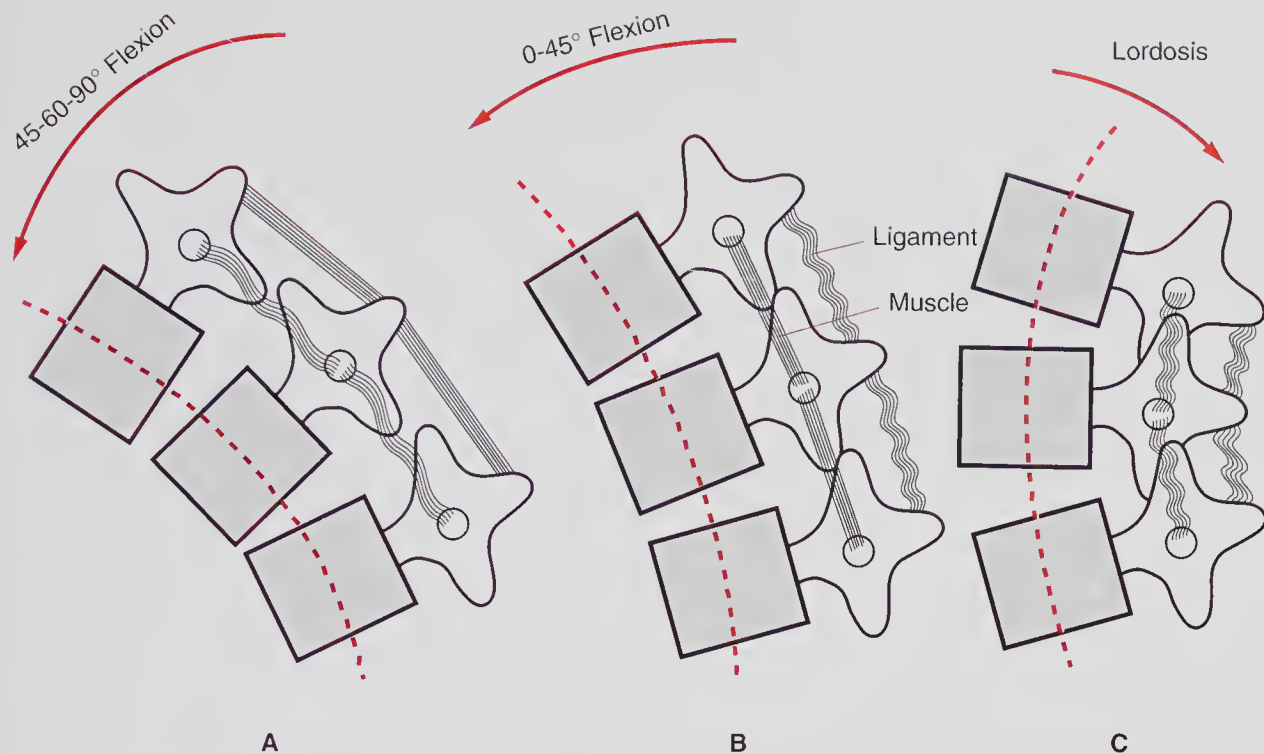 45-60-90° Flexion
0-45° Flexion
Lordosis
Ligament
Muscle
A
B
C